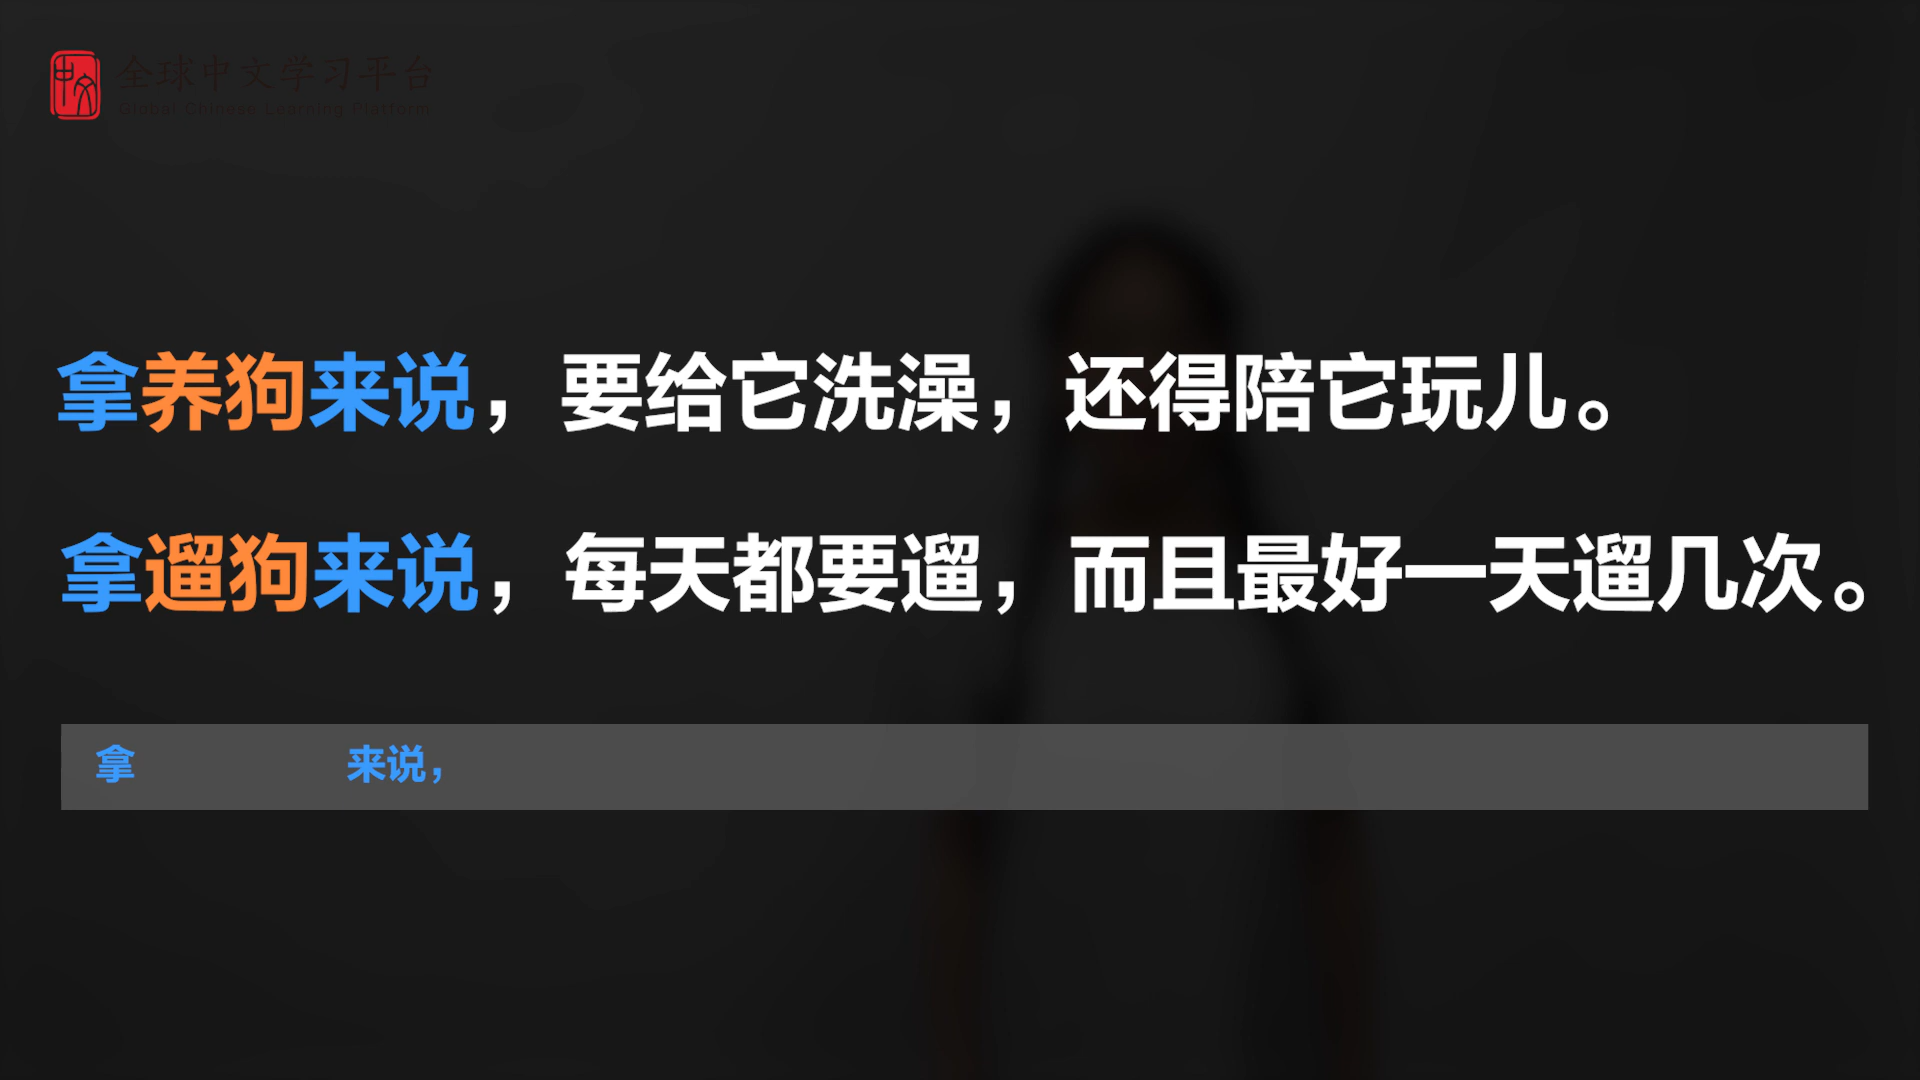 中文
全球中文学习平台
Global Chinese Learning Platform
拿养狗来说，要给它洗澡，还得陪它玩儿。
拿遛狗来说，每天都要遛，而且最好一天遛几次。
拿 来说，